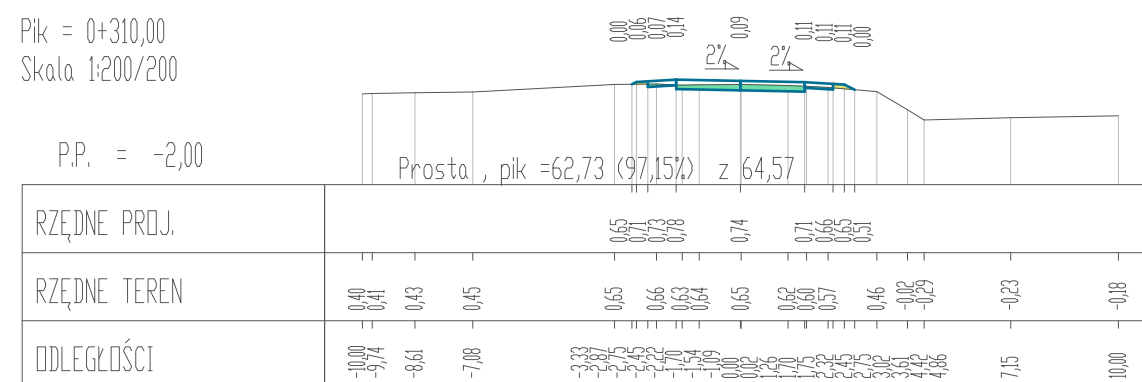 Pik = 0+310,00
Skala 1:200/200
0,00 0,06 0,07 0,14 0,09 0,11 0,11 0,11 0,00
2% 2%
P.P. = -2,00
Prosta , pik =62,73 (97,15%) z 64,57
RZĘDNE PROJ. 0,65 0,71 0,73 0,78 0,74 0,71 0,66 0,65 0,51
RZĘDNE TEREN 0,40 0,41 0,43 0,45 0,65 0,66 0,63 0,64 0,65 0,62 0,60 0,57 0,46 -0,02 -0,29 -0,23 -0,18
ODLEGŁOŚCI -10,00 -9,74 -8,61 -7,08 -3,33 -2,87 -2,75 -2,45 -2,22 -1,70 -1,54 -1,09 0,00 0,02 1,26 1,70 1,75 2,32 2,45 2,75 3,02 3,61 4,42 4,86 7,15 10,00